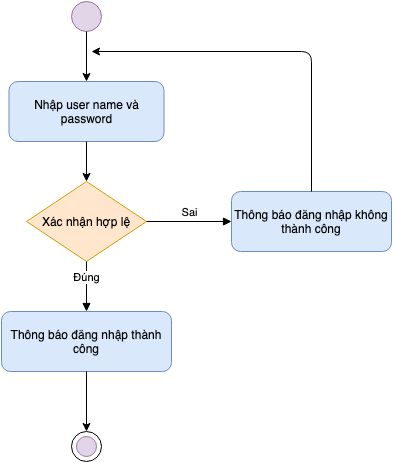 Nhập user name và
password
Xác nhận hợp lệ
Sai
Thông báo đăng nhập không
thành công
Đúng
Thông báo đăng nhập thành
công